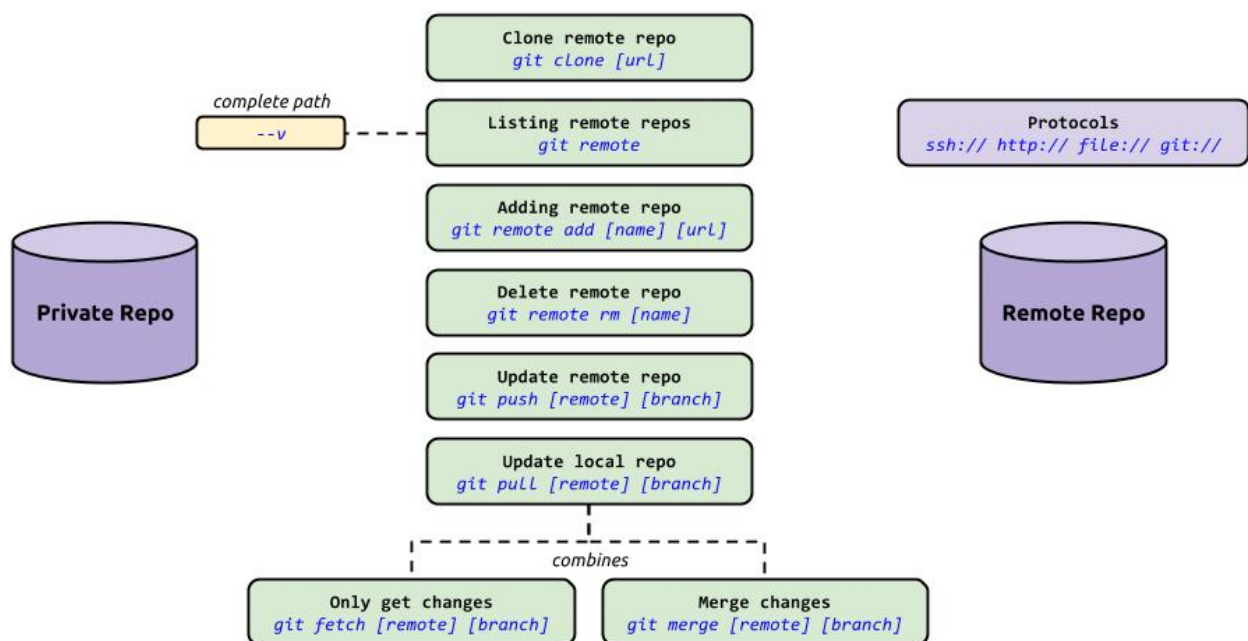 Clone remote repo
git clone [url]
complete path
--v
Listing remote repos
git remote
Protocols
ssh:// http:// file:// git://
Adding remote repo
git remote add [name] [url]
Private Repo
Delete remote repo
git remote rm [name]
Remote Repo
Update remote repo
git push [remote] [branch]
Update local repo
git pull [remote] [branch]
combines
Only get changes
git fetch [remote] [branch]
Merge changes
git merge [remote] [branch]